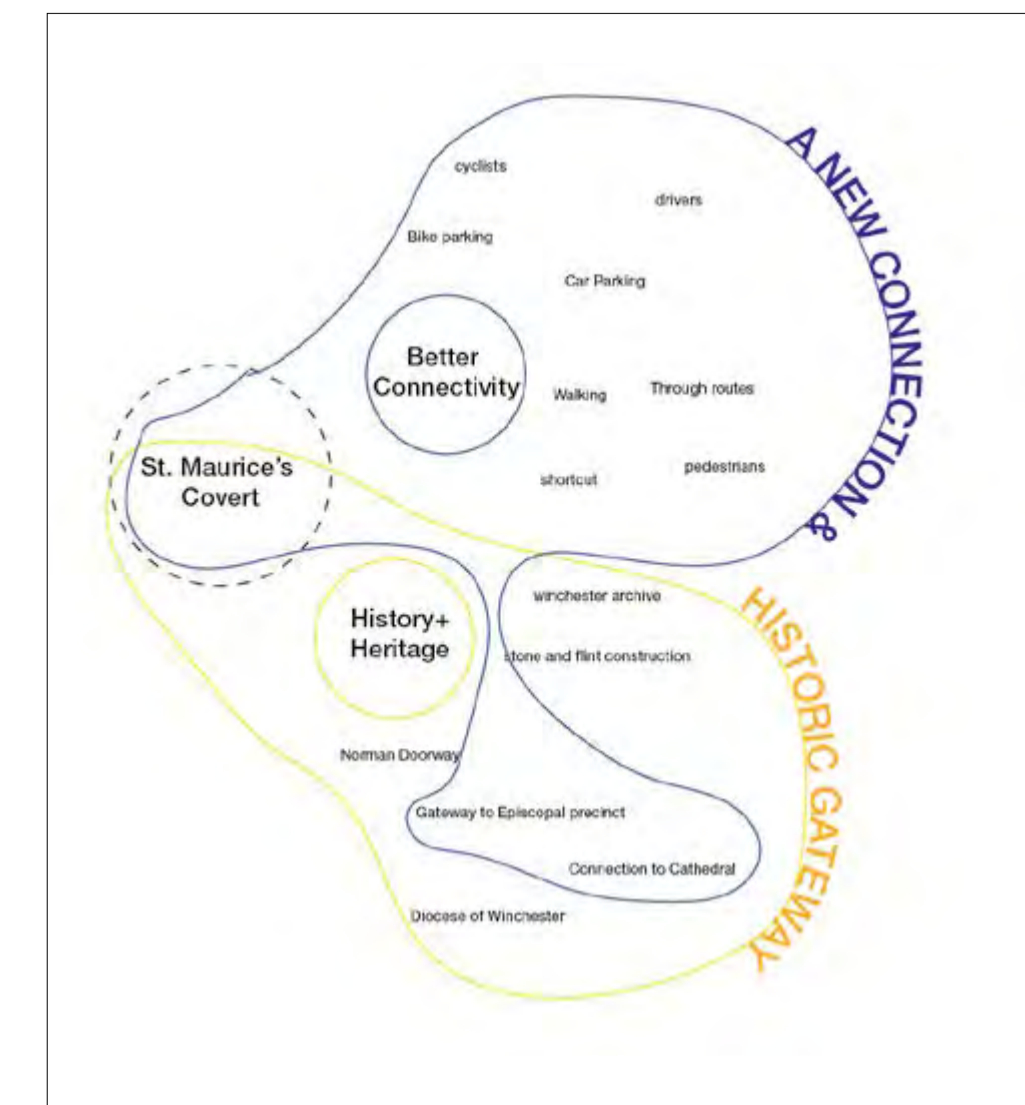 A NEW CONNECTION &
cyclists
drivers
Bike parking
Car Parking
Better
Connectivity
Walking
Through routes
St. Maurice's
Covert
shortcut
pedestrians
HISTORIC GATEWAY
winchester archive
History+
Heritage
stone and flint construction
Norman Doorway
Gateway to Episcopal precinct
Connection to Cathedral
Diocese of Winchester